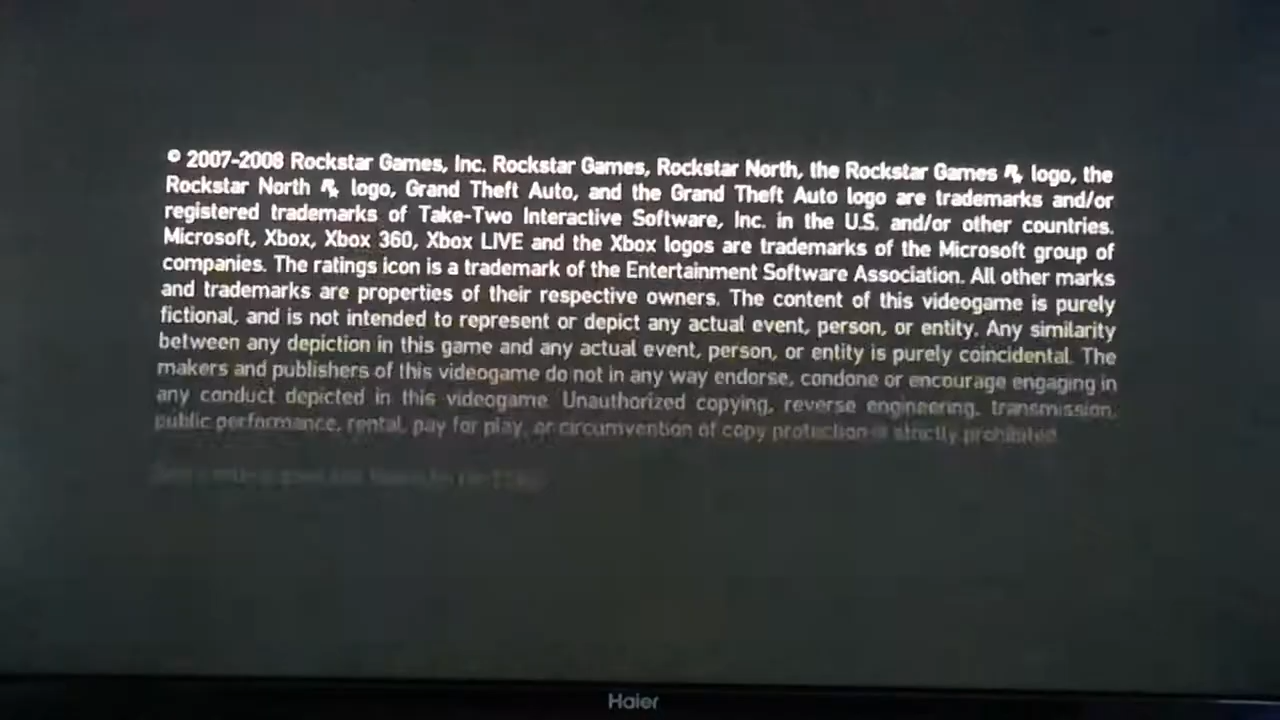 © 2007-2008 Rockstar Games, Inc. Rockstar Games, Rockstar North, the Rockstar Games R* logo, the
Rockstar North R* logo, Grand Theft Auto, and the Grand Theft Auto logo are trademarks and/or
registered trademarks of Take-Two Interactive Software, Inc. in the U.S. and/or other countries.
Microsoft, Xbox, Xbox 360, Xbox LIVE and the Xbox logos are trademarks of the Microsoft group of
companies. The ratings icon is a trademark of the Entertainment Software Association. All other marks
and trademarks are properties of their respective owners. The content of this videogame is purely
fictional, and is not intended to represent or depict any actual event, person, or entity. Any similarity
between any depiction in this game and any actual event, person, or entity is purely coincidental. The
makers and publishers of this videogame do not in any way endorse, condone or encourage engaging in
any conduct depicted in this videogame. Unauthorized copying, reverse engineering, transmission,
public performance, rental, pay for play, or circumvention of copy protection is strictly prohibited.
Haier